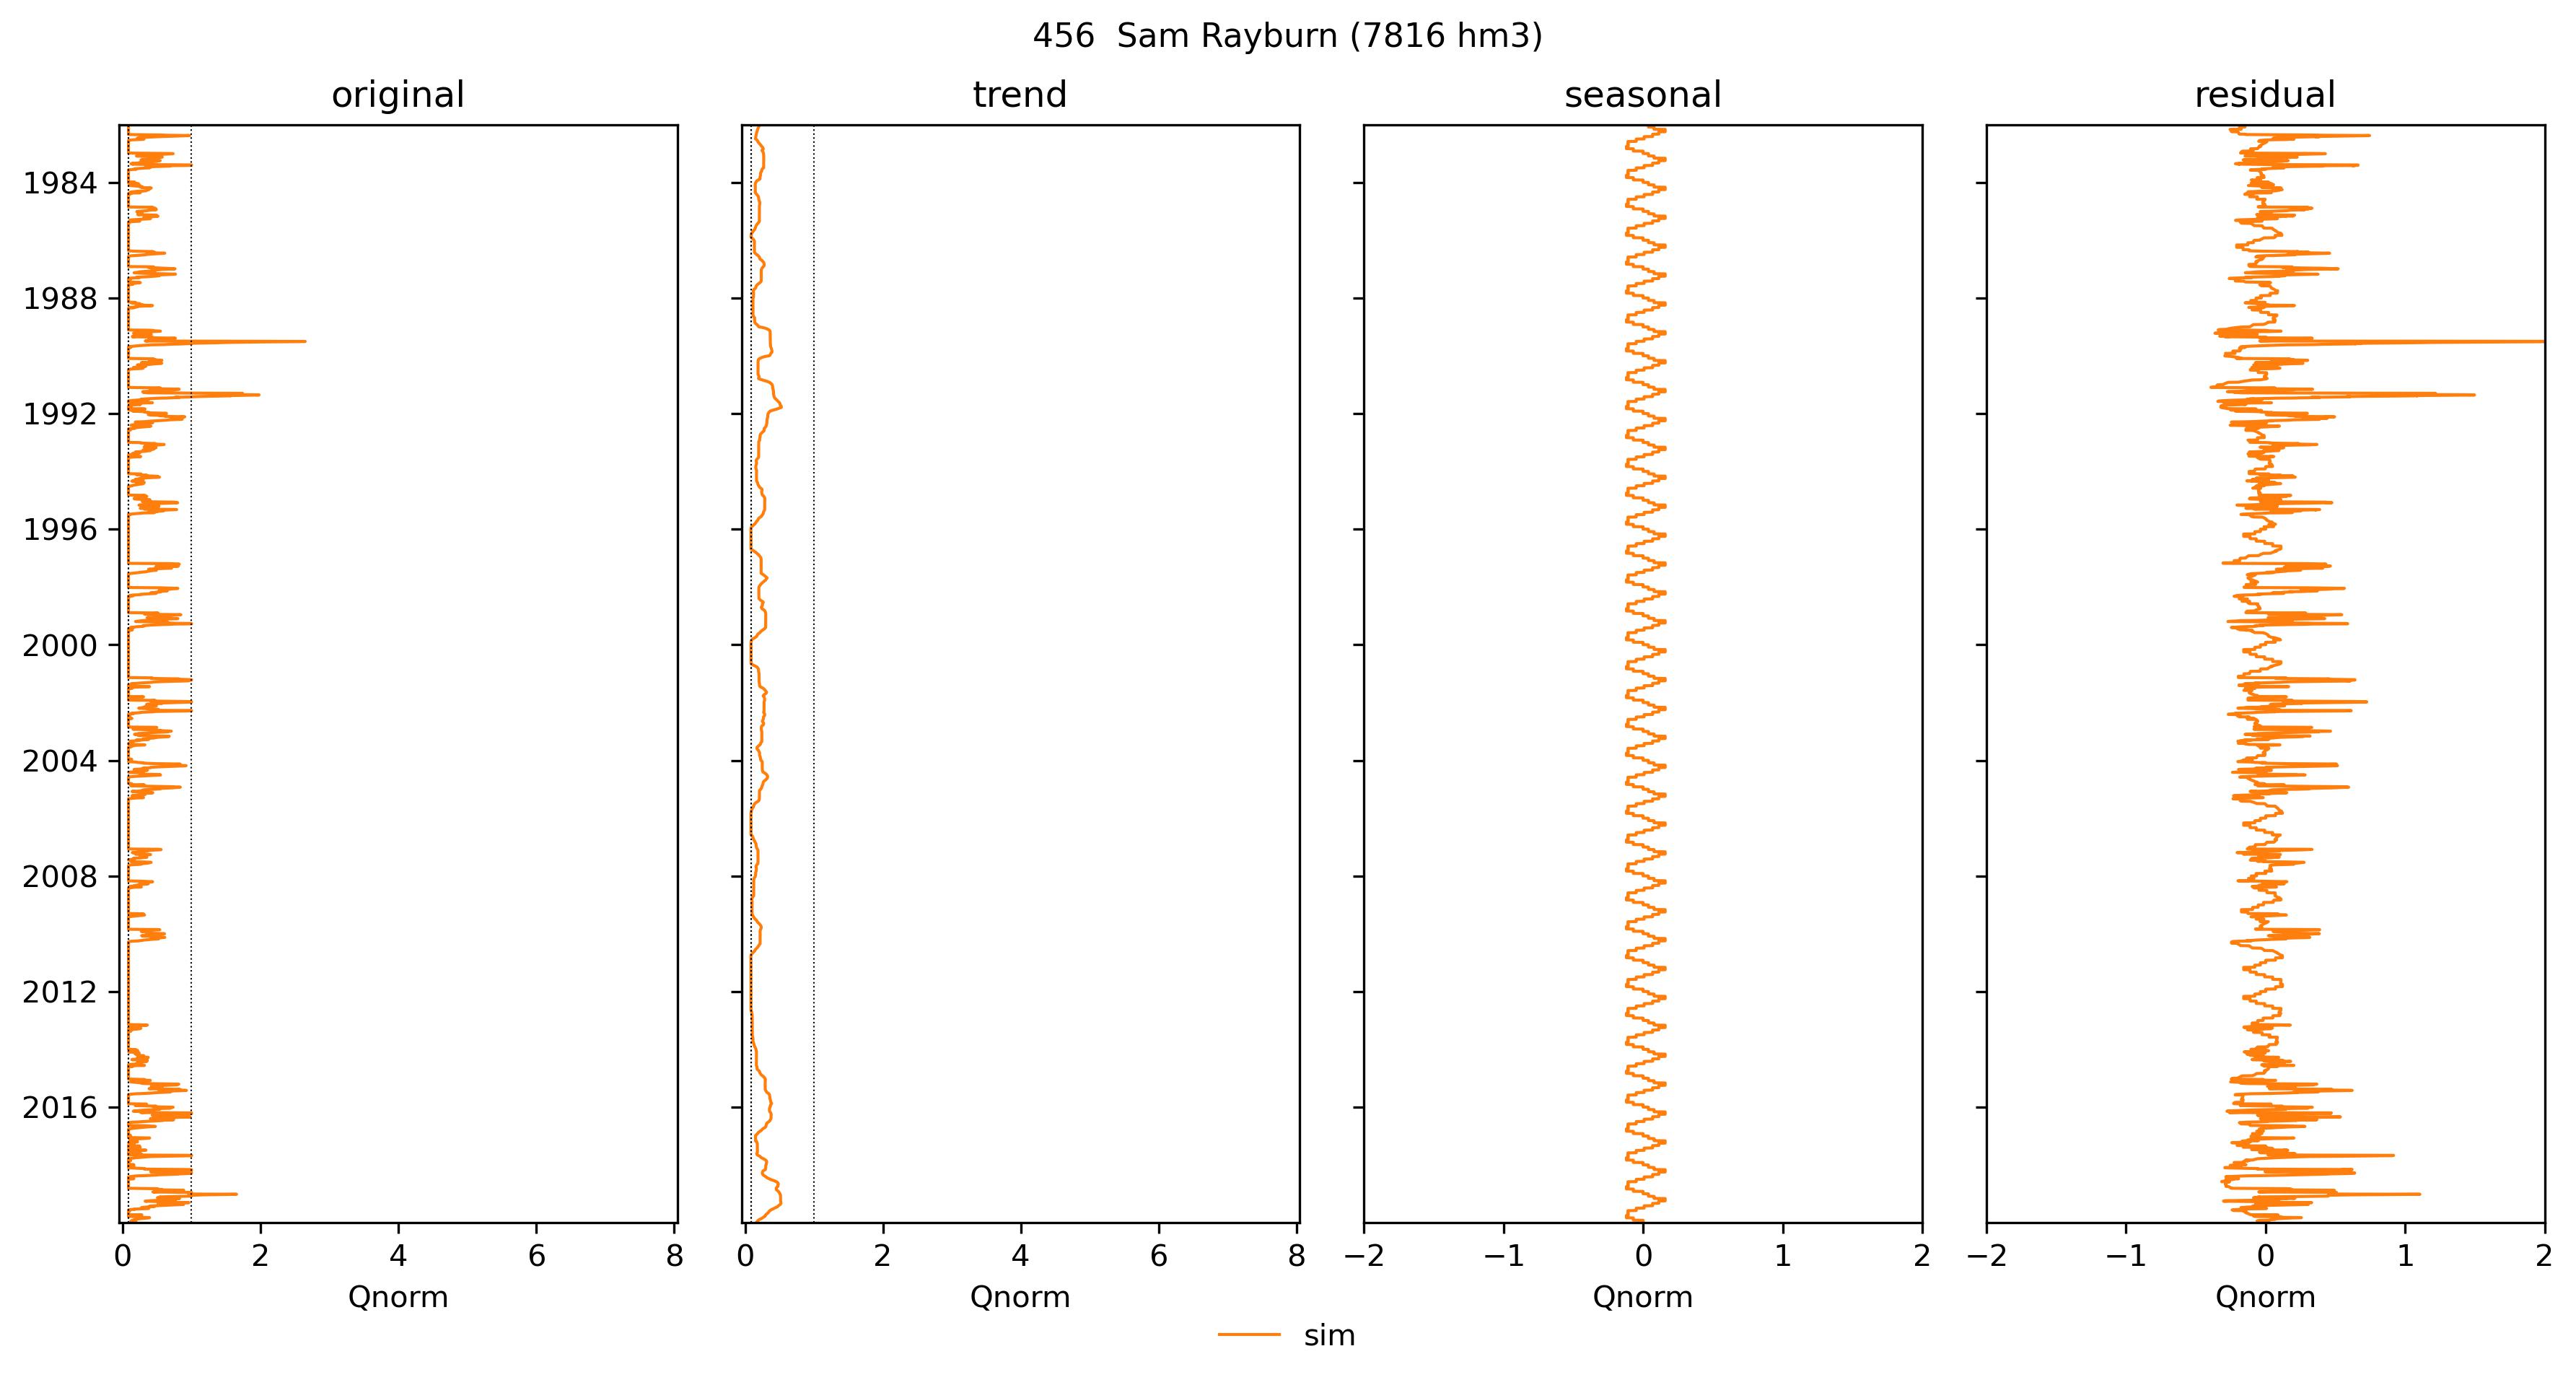 456  Sam Rayburn (7816 hm3)
original
trend
seasonal
residual
1984
1988
1992
1996
2000
2004
2008
2012
2016
0 2 4 6 8
0 2 4 6 8
−2 −1 0 1 2
−2 −1 0 1 2
Qnorm
Qnorm
Qnorm
Qnorm
sim